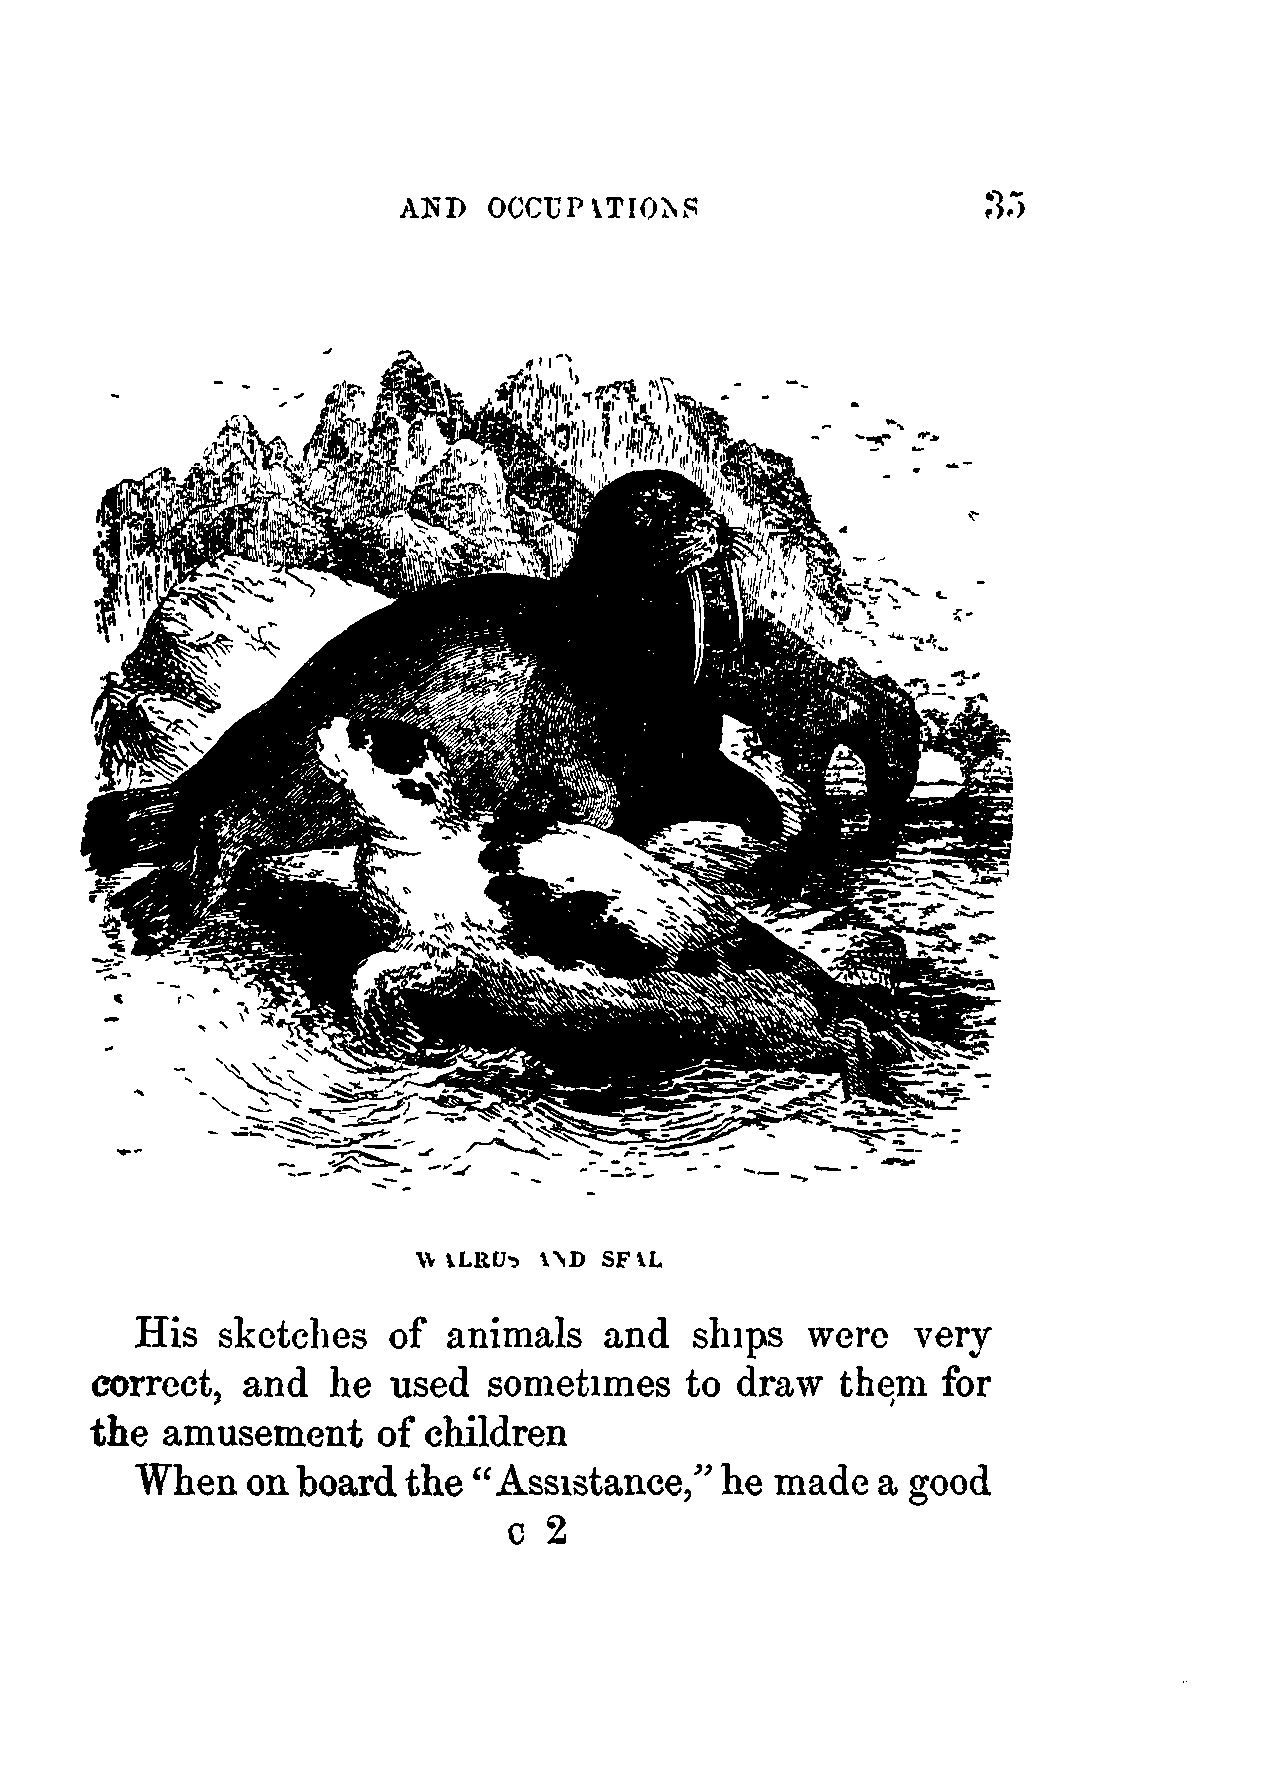 AND OCCUPATIONS 35
WALRUS AND SEAL
His sketches of animals and ships were very
correct, and he used sometimes to draw them for
the amusement of children
When on board the “Assistance,” he made a good
C 2